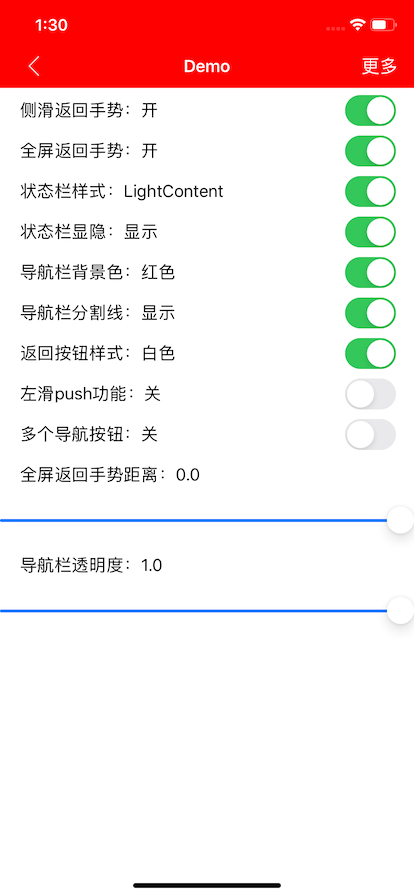 1:30
Demo 更多
侧滑返回手势：开
全屏返回手势：开
状态栏样式：LightContent
状态栏显隐：显示
导航栏背景色：红色
导航栏分割线：显示
返回按钮样式：白色
左滑push功能：关
多个导航按钮：关
全屏返回手势距离：0.0
导航栏透明度：1.0